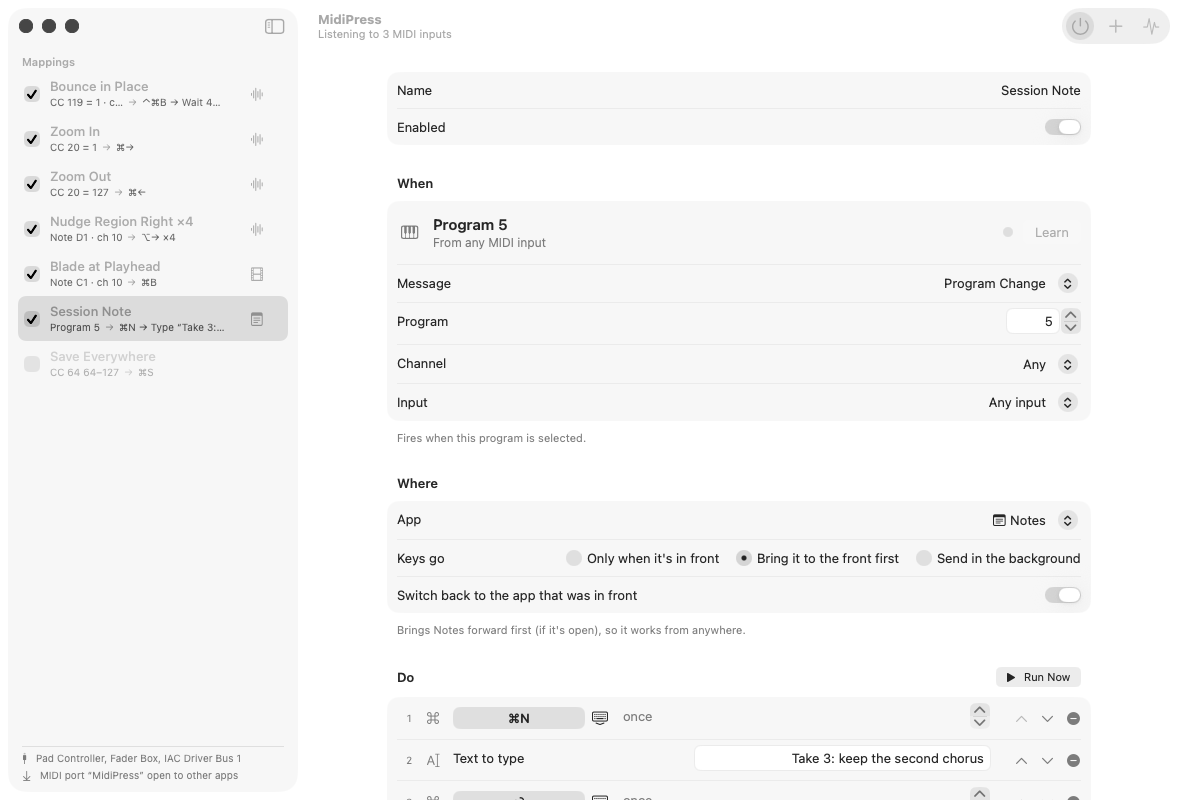 MidiPress
Listening to 3 MIDI inputs
Mappings
Bounce in Place
CC 119 = 1 · c... → ⌃⌘B → Wait 4...
Zoom In
CC 20 = 1 → ⌘→
Zoom Out
CC 20 = 127 → ⌘←
Nudge Region Right ×4
Note D1 · ch 10 → ⌥→ ×4
Blade at Playhead
Note C1 · ch 10 → ⌘B
Session Note
Program 5 → ⌘N → Type “Take 3:...
Save Everywhere
CC 64 64–127 → ⌘S
Pad Controller, Fader Box, IAC Driver Bus 1
MIDI port “MidiPress” open to other apps
Name Session Note
Enabled
When
Program 5
From any MIDI input
Learn
Message Program Change
Program 5
Channel Any
Input Any input
Fires when this program is selected.
Where
App Notes
Keys go Only when it's in front Bring it to the front first Send in the background
Switch back to the app that was in front
Brings Notes forward first (if it's open), so it works from anywhere.
Do Run Now
1 ⌘ ⌘N once
2 Text to type Take 3: keep the second chorus